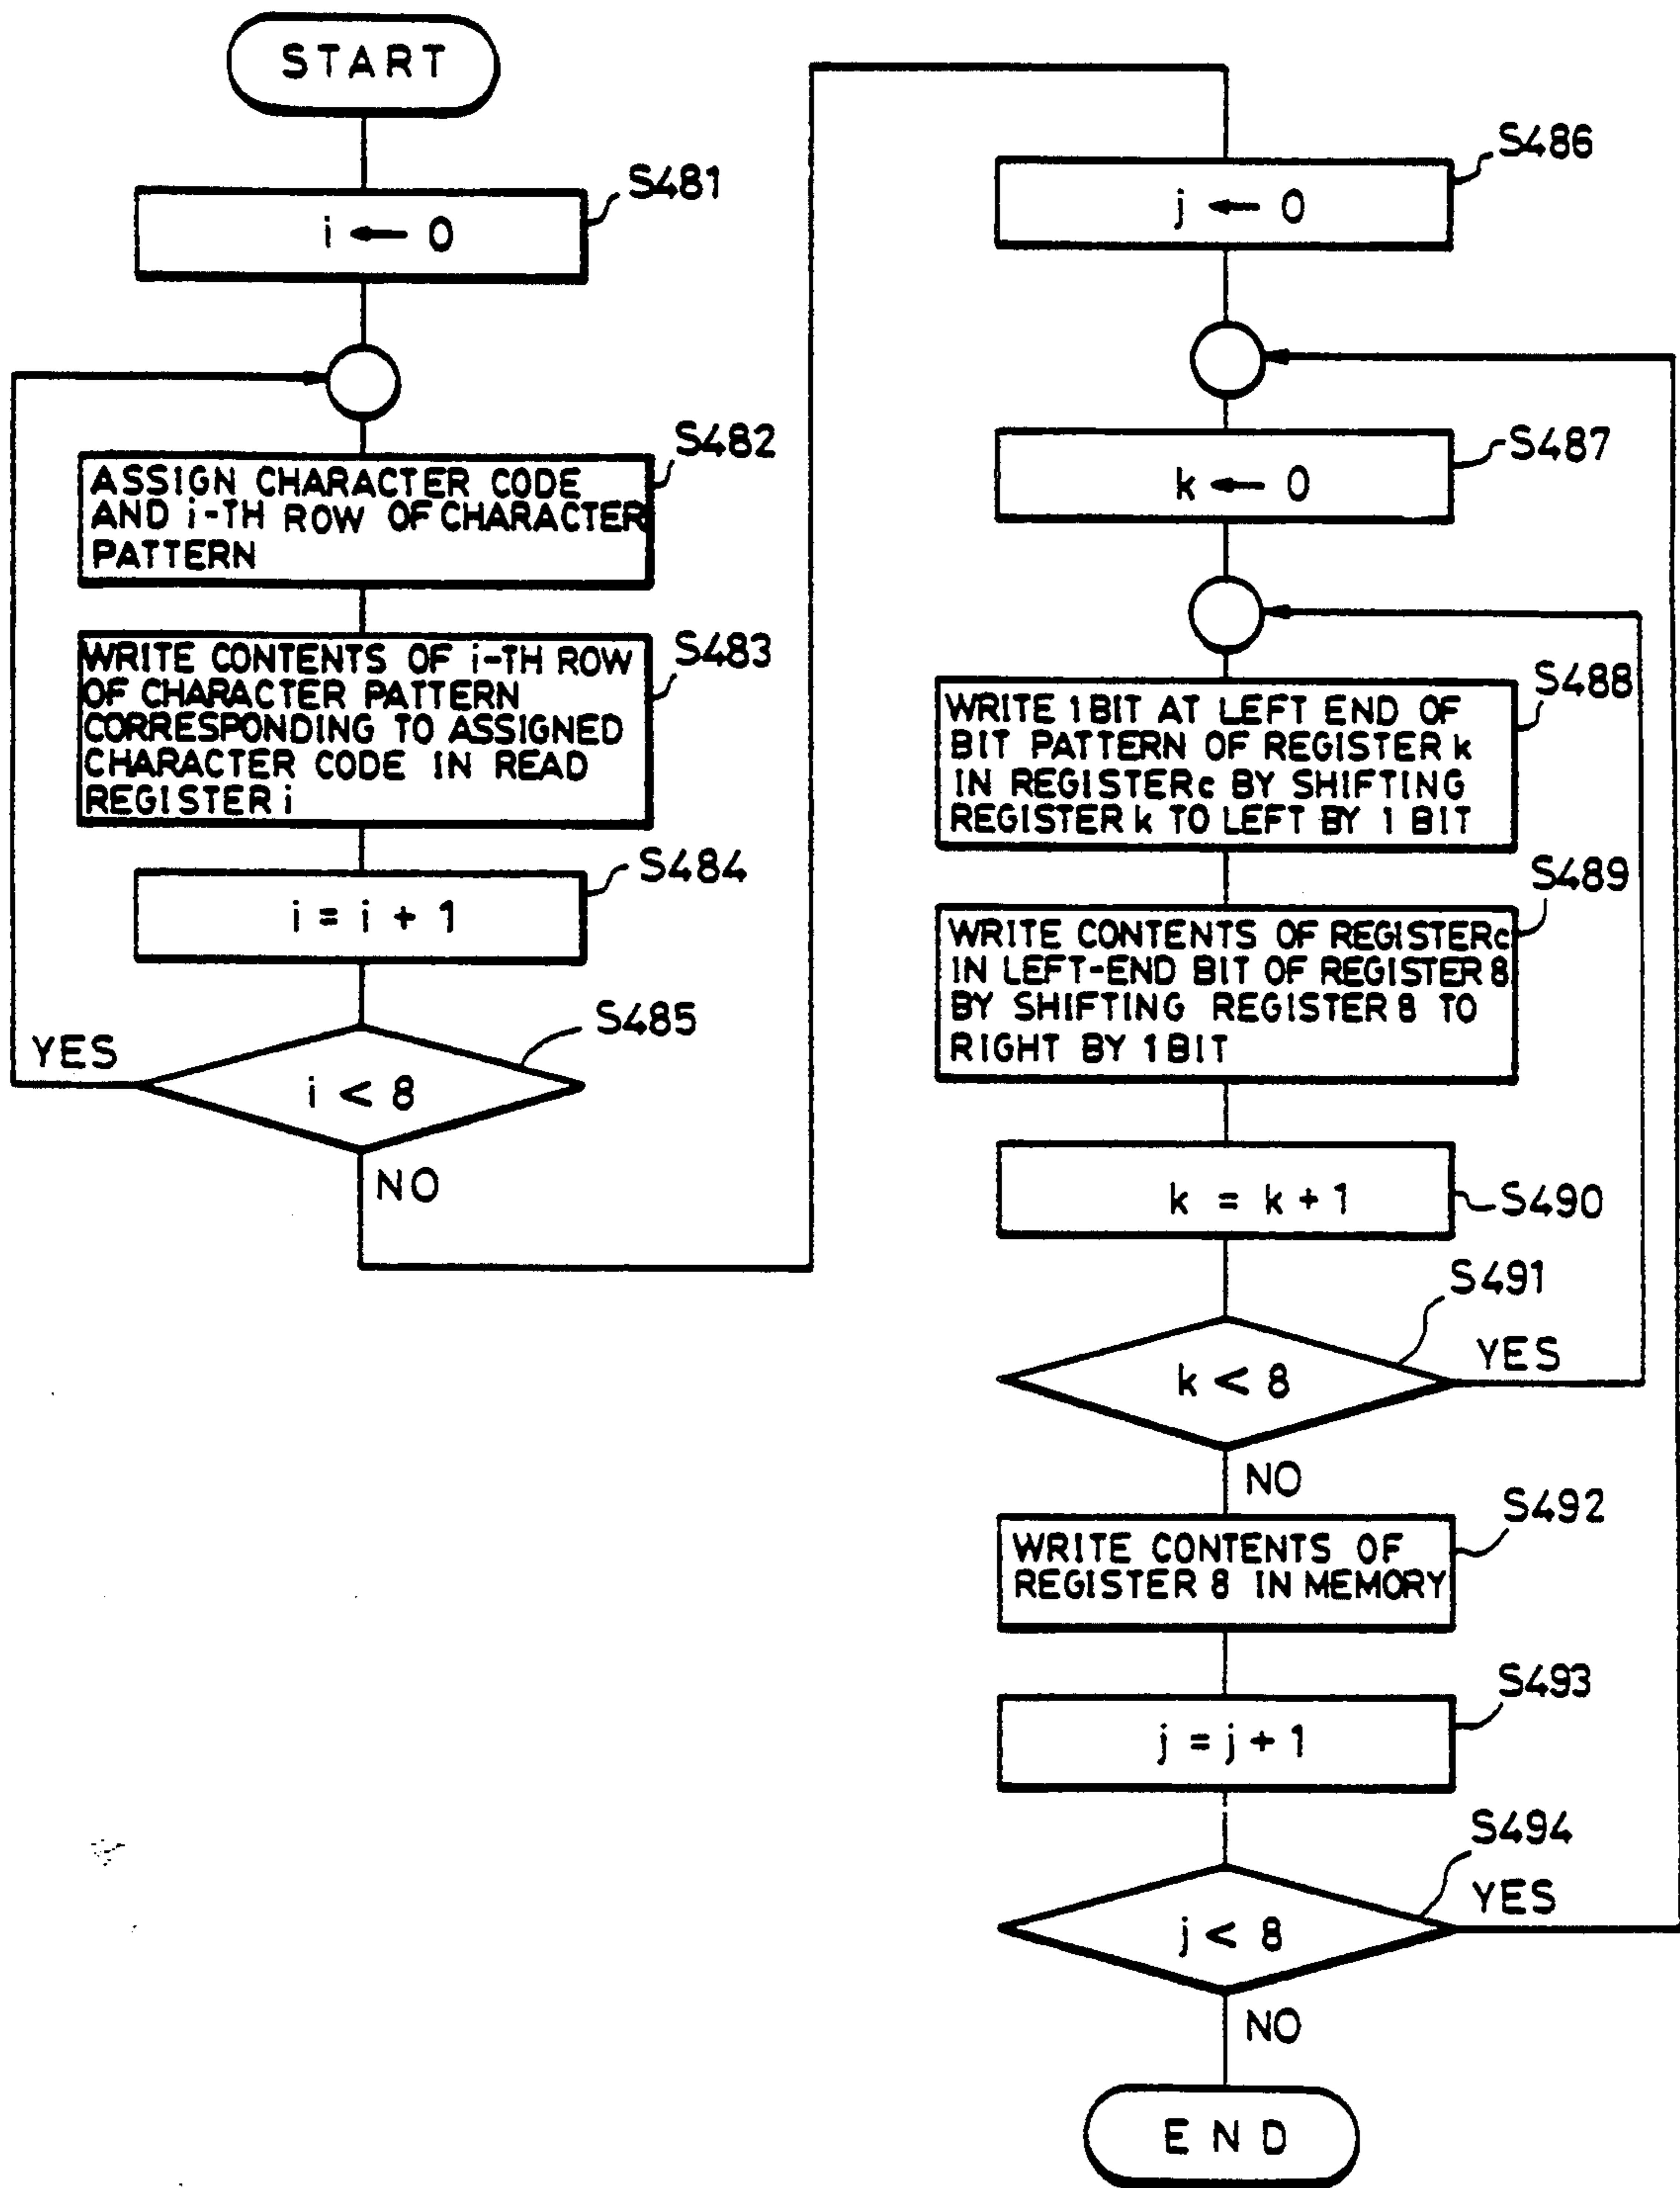 START
S481
i ← 0
S482
ASSIGN CHARACTER CODE
AND i-TH ROW OF CHARACTER
PATTERN
S483
WRITE CONTENTS OF i-TH ROW
OF CHARACTER PATTERN
CORRESPONDING TO ASSIGNED
CHARACTER CODE IN READ
REGISTER i
S484
i = i + 1
S485
YES
i < 8
NO
S486
j ← 0
S487
k ← 0
S488
WRITE 1 BIT AT LEFT END OF
BIT PATTERN OF REGISTER k
IN REGISTER c BY SHIFTING
REGISTER k TO LEFT BY 1 BIT
S489
WRITE CONTENTS OF REGISTER c
IN LEFT-END BIT OF REGISTER 8
BY SHIFTING REGISTER 8 TO
RIGHT BY 1 BIT
k = k + 1
S490
S491
k < 8
YES
NO
S492
WRITE CONTENTS OF
REGISTER 8 IN MEMORY
S493
j = j + 1
S494
YES
j < 8
NO
END